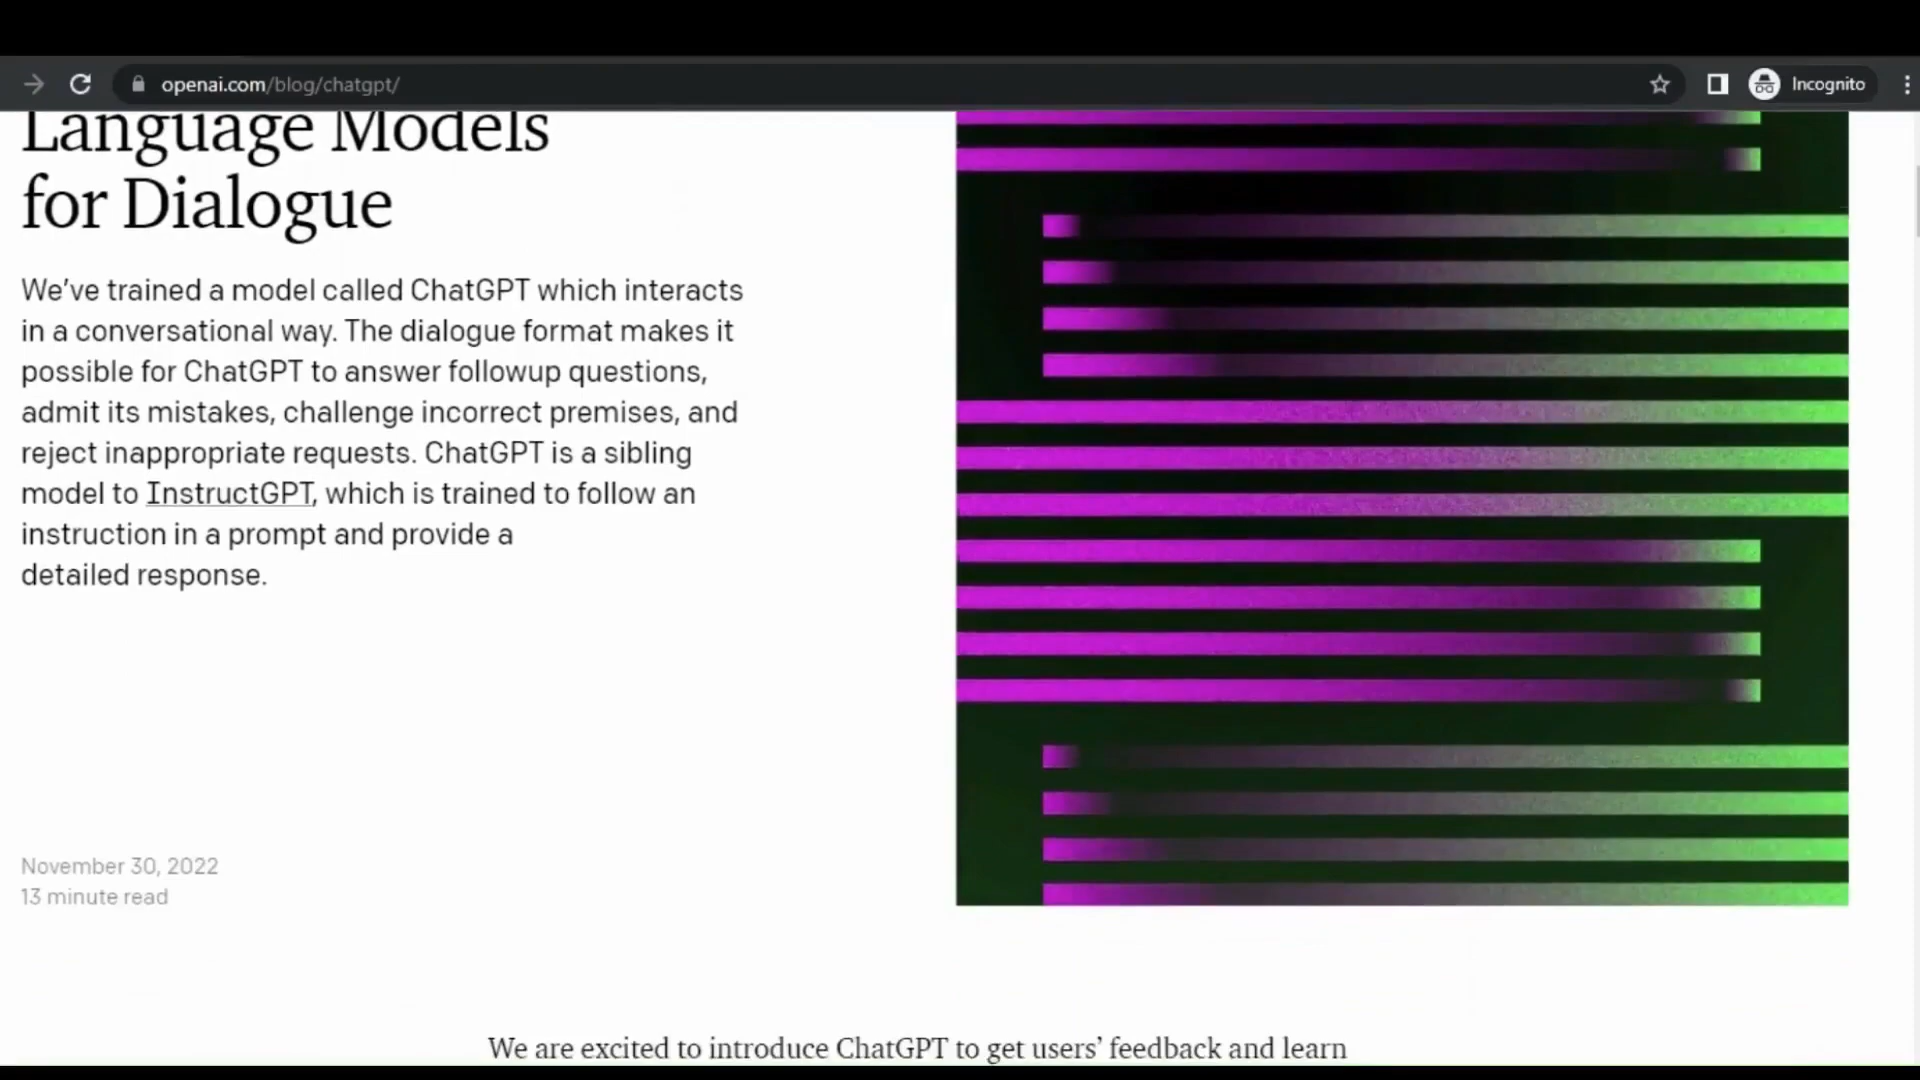 openai.com/blog/chatgpt/
Incognito
Language Models
for Dialogue
We’ve trained a model called ChatGPT which interacts
in a conversational way. The dialogue format makes it
possible for ChatGPT to answer followup questions,
admit its mistakes, challenge incorrect premises, and
reject inappropriate requests. ChatGPT is a sibling
model to InstructGPT, which is trained to follow an
instruction in a prompt and provide a
detailed response.
November 30, 2022
13 minute read
We are excited to introduce ChatGPT to get users’ feedback and learn